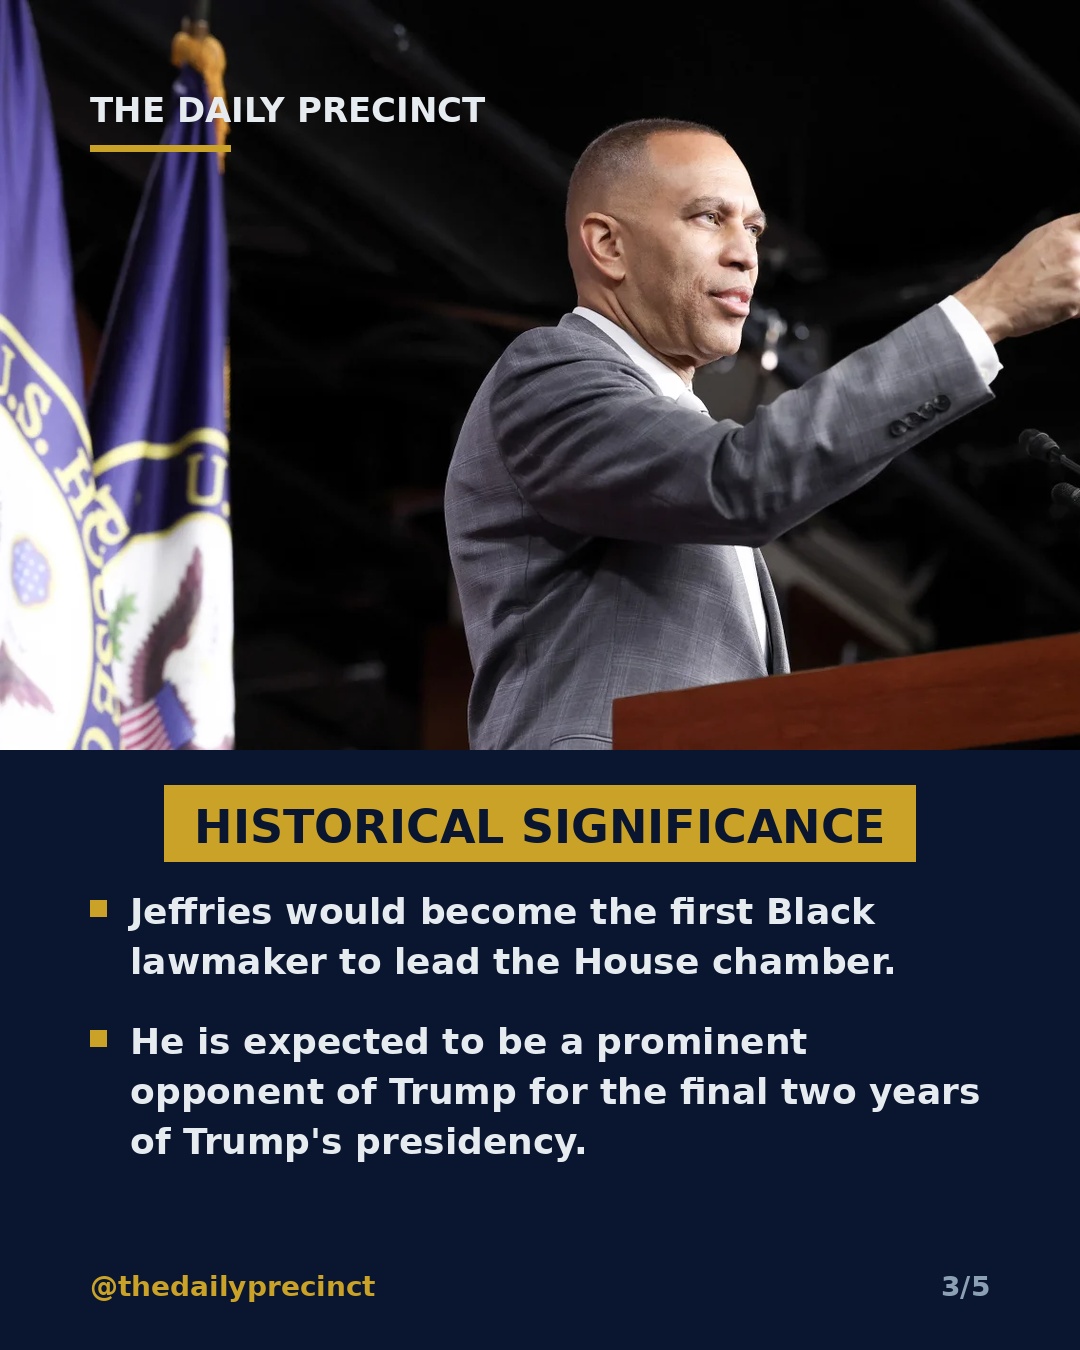 THE DAILY PRECINCT
U.S. HOUSE O
U.
HISTORICAL SIGNIFICANCE
Jeffries would become the first Black
lawmaker to lead the House chamber.
He is expected to be a prominent
opponent of Trump for the final two years
of Trump's presidency.
@thedailyprecinct
3/5